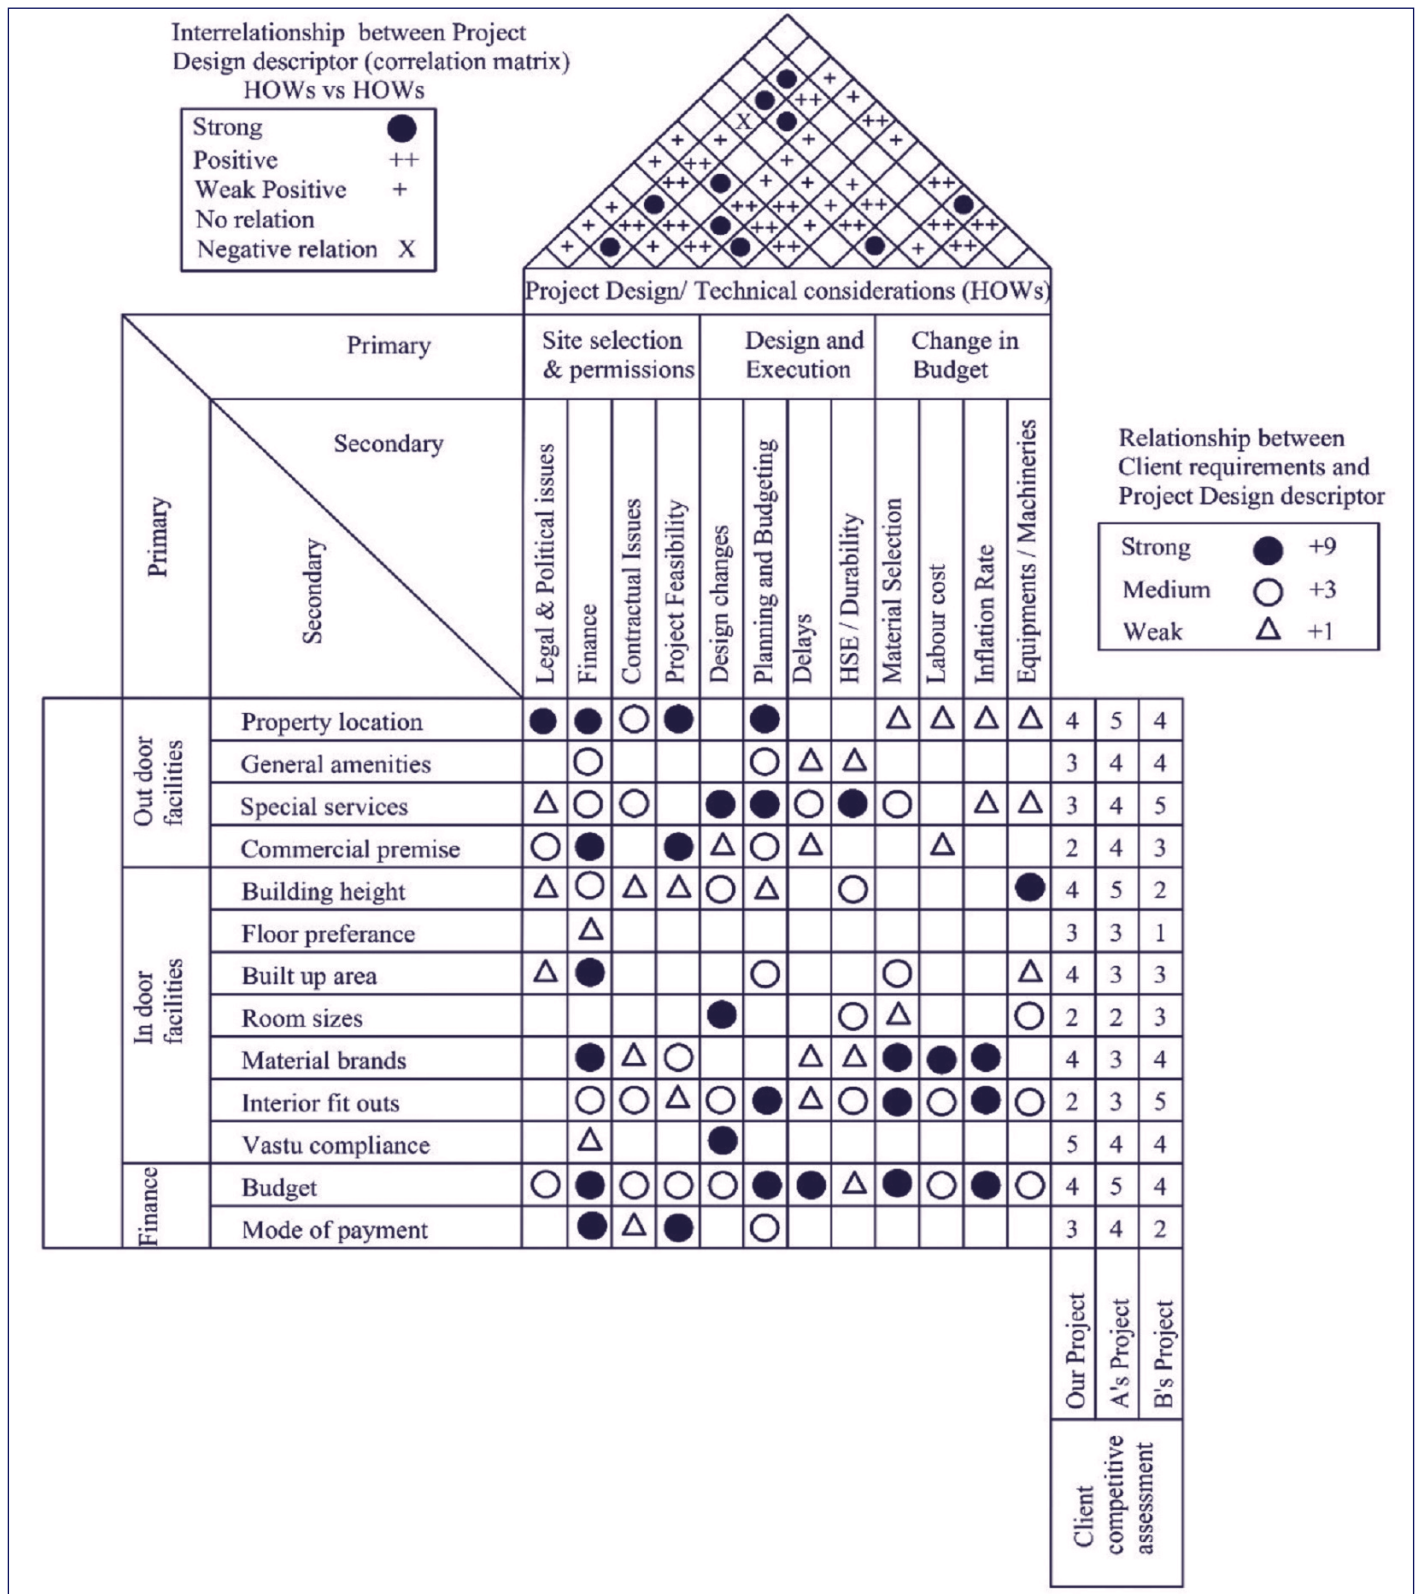 Interrelationship between Project
Design descriptor (correlation matrix)
HOWs vs HOWs
Strong ●
Positive ++
Weak Positive +
No relation
Negative relation X
+
+ ++ +
X ++
+ + + +
+ ++ +
++ + + + ++
+ ++ ++ + ++
+ ++ ++ ++ + ++ ++ ++
+ + ++ ++ + ++
Project Design/ Technical considerations (HOWs)
Primary
Site selection
& permissions
Design and
Execution
Change in
Budget
Secondary
Primary
Secondary
Legal & Political issues
Finance
Contractual Issues
Project Feasibility
Design changes
Planning and Budgeting
Delays
HSE / Durability
Material Selection
Labour cost
Inflation Rate
Equipments / Machineries
Relationship between
Client requirements and
Project Design descriptor
Strong ● +9
Medium ○ +3
Weak △ +1
Out door
facilities
Property location 4 5 4
General amenities 3 4 4
Special services 3 4 5
Commercial premise 2 4 3
In door
facilities
Building height 4 5 2
Floor preferance 3 3 1
Built up area 4 3 3
Room sizes 2 2 3
Material brands 4 3 4
Interior fit outs 2 3 5
Vastu compliance 5 4 4
Finance
Budget 4 5 4
Mode of payment 3 4 2
Our Project
A's Project
B's Project
Client
competitive
assessment